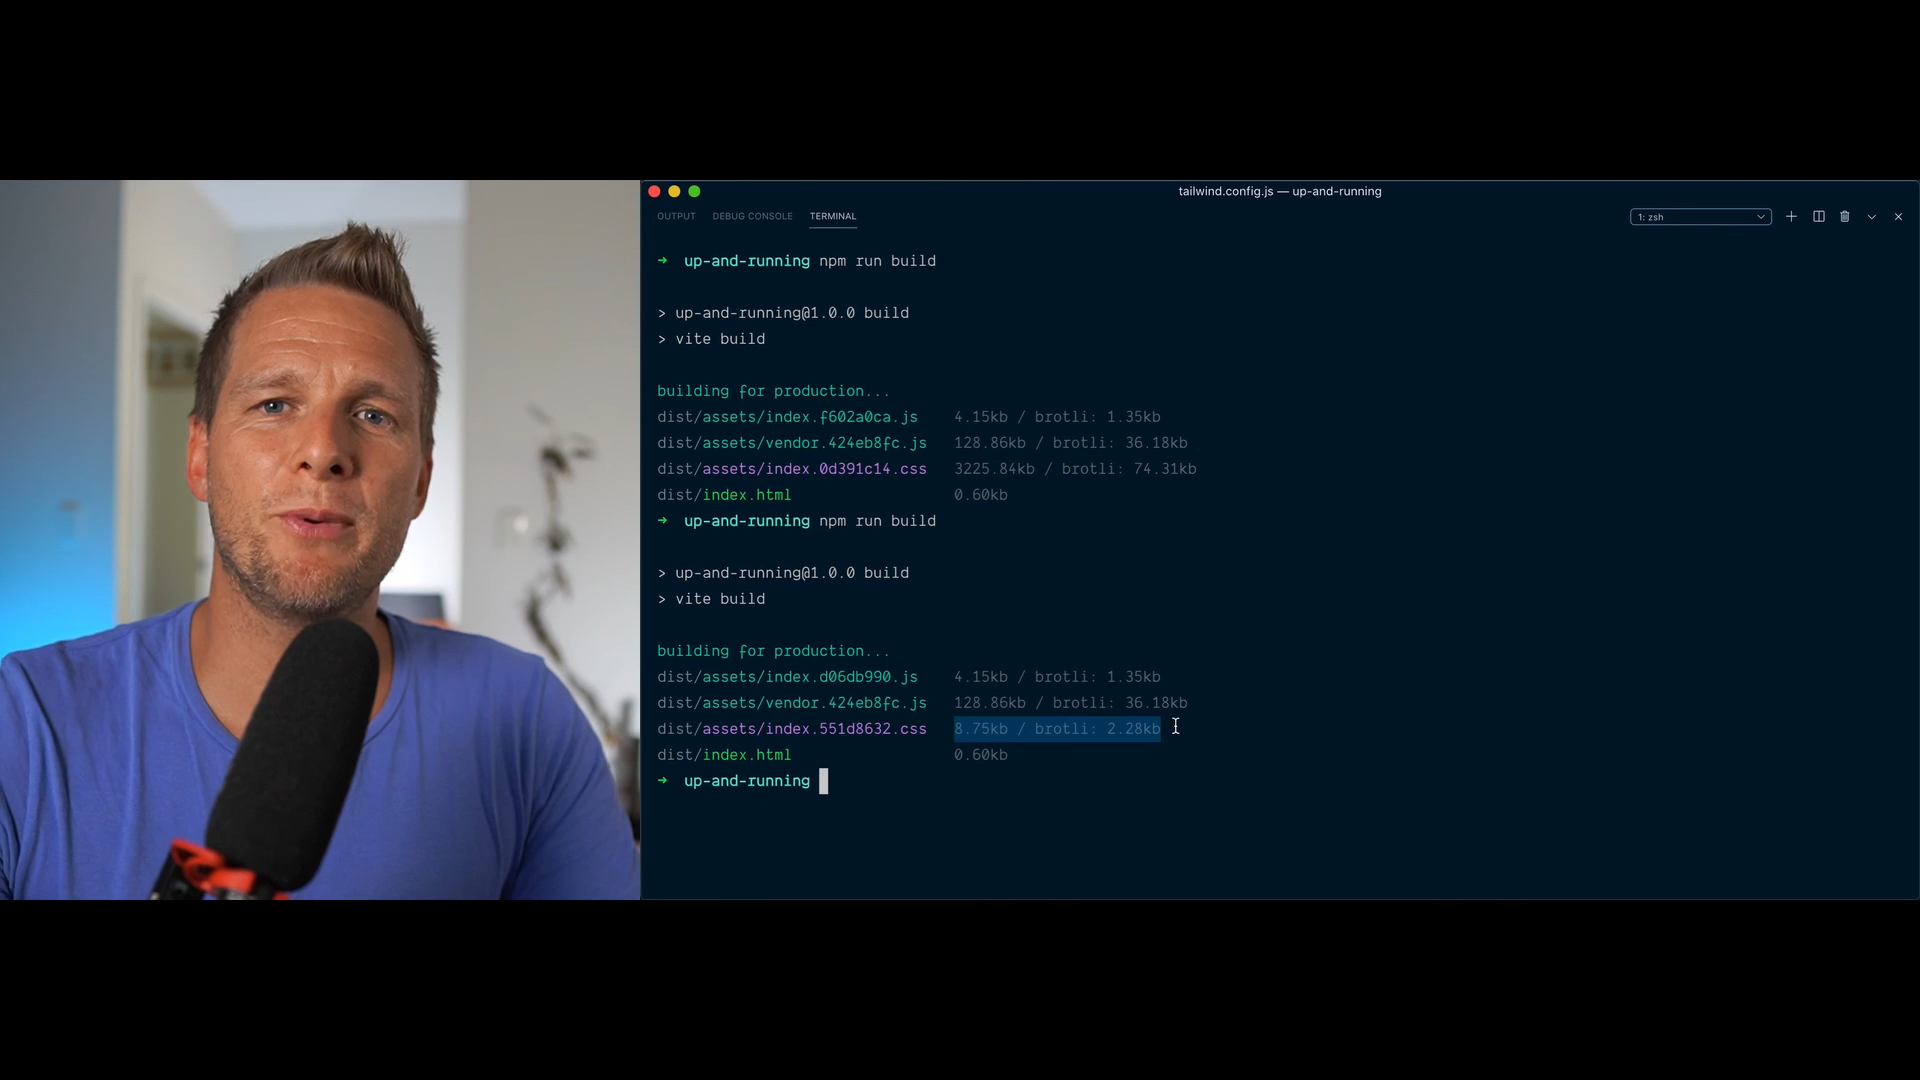 tailwind.config.js — up-and-running
OUTPUT DEBUG CONSOLE TERMINAL
1: zsh
➜ up-and-running npm run build
> up-and-running@1.0.0 build
> vite build
building for production...
dist/assets/index.f602a0ca.js 4.15kb / brotli: 1.35kb
dist/assets/vendor.424eb8fc.js 128.86kb / brotli: 36.18kb
dist/assets/index.0d391c14.css 3225.84kb / brotli: 74.31kb
dist/index.html 0.60kb
➜ up-and-running npm run build
> up-and-running@1.0.0 build
> vite build
building for production...
dist/assets/index.d06db990.js 4.15kb / brotli: 1.35kb
dist/assets/vendor.424eb8fc.js 128.86kb / brotli: 36.18kb
dist/assets/index.551d8632.css 8.75kb / brotli: 2.28kb
dist/index.html 0.60kb
➜ up-and-running